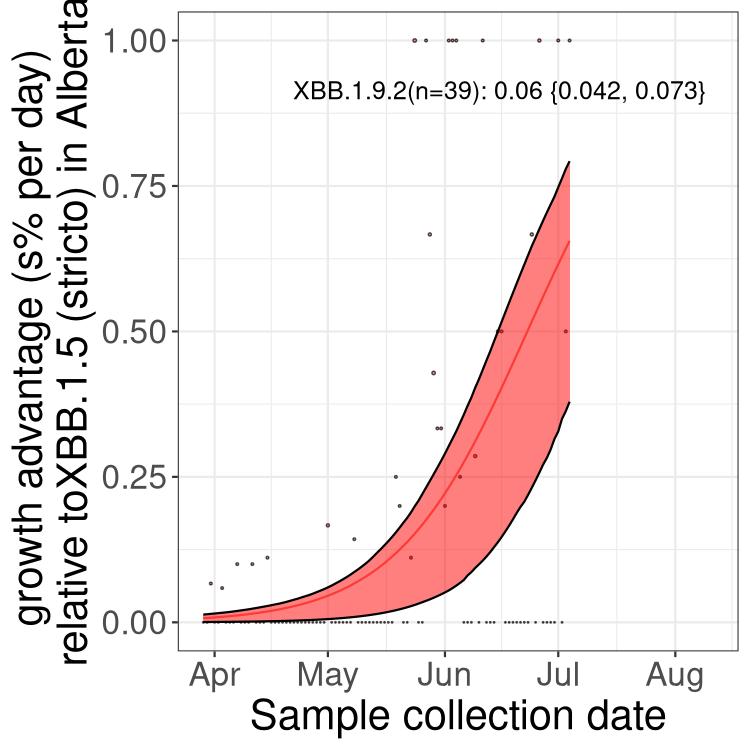 growth advantage (s% per day)
relative toXBB.1.5 (stricto) in Alberta
1.00
0.75
0.50
0.25
0.00
XBB.1.9.2(n=39): 0.06 {0.042, 0.073}
Apr May Jun Jul Aug
Sample collection date